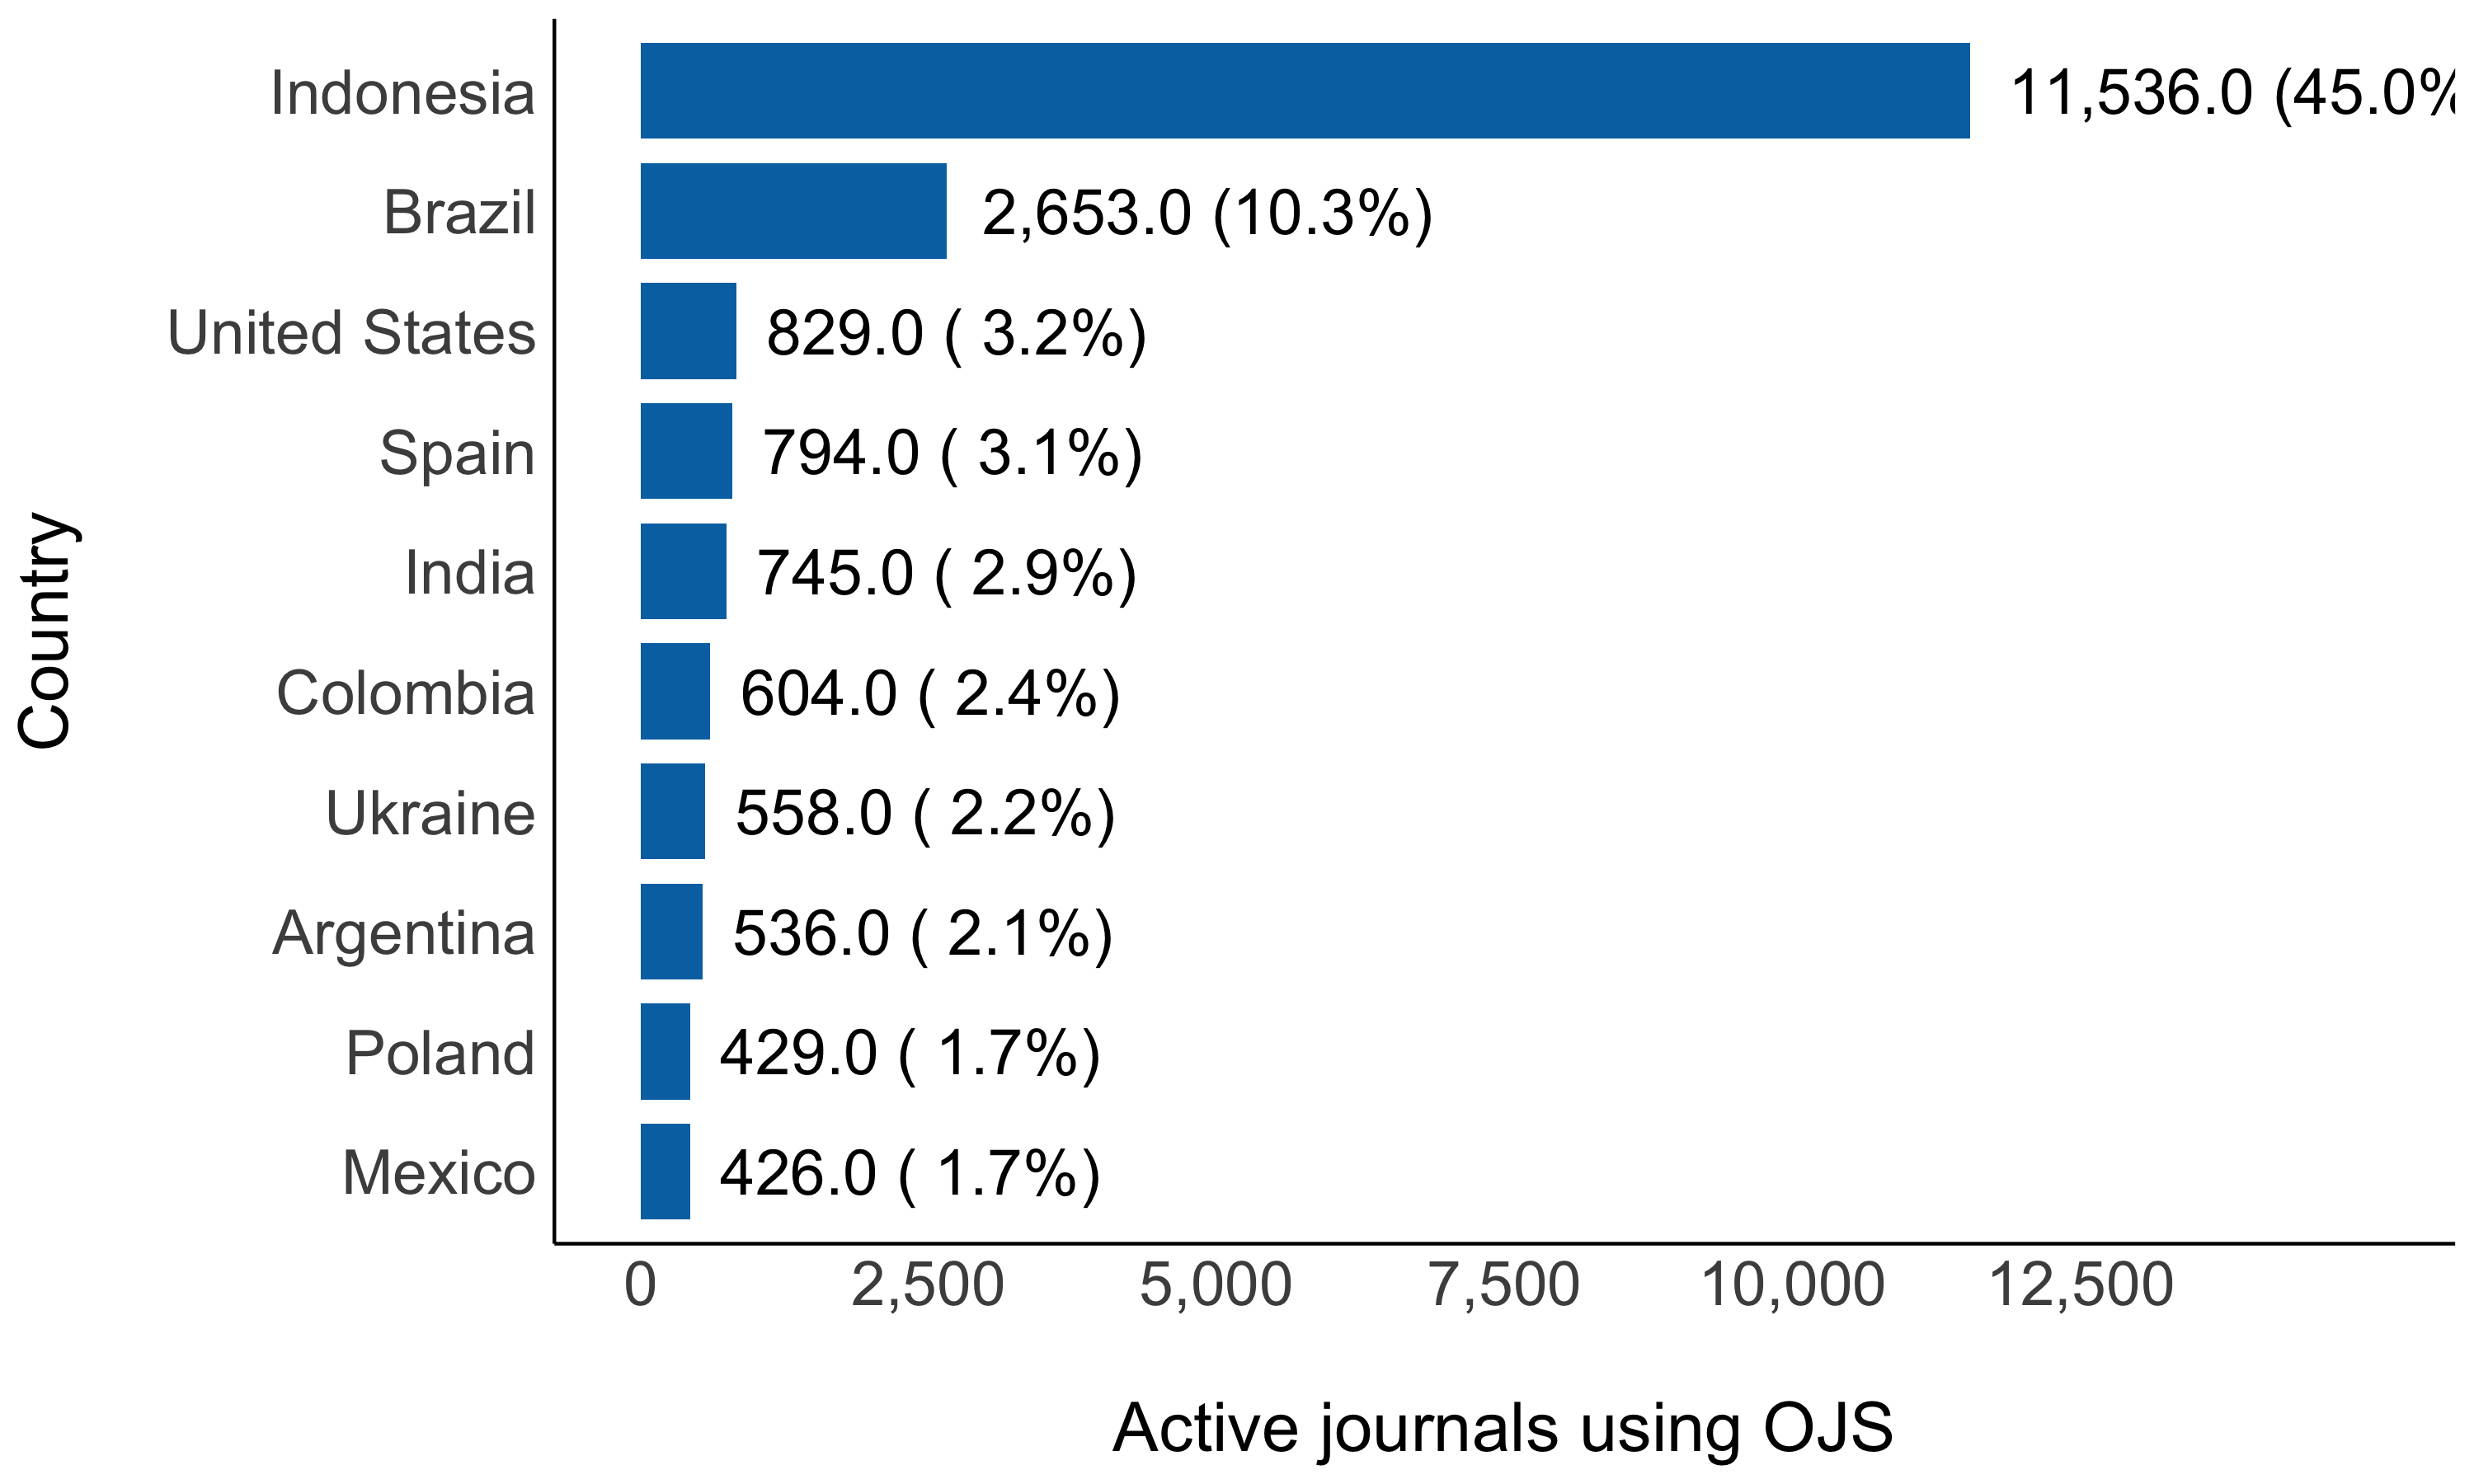 Country
Indonesia 11,536.0 (45.0%
Brazil 2,653.0 (10.3%)
United States 829.0 ( 3.2%)
Spain 794.0 ( 3.1%)
India 745.0 ( 2.9%)
Colombia 604.0 ( 2.4%)
Ukraine 558.0 ( 2.2%)
Argentina 536.0 ( 2.1%)
Poland 429.0 ( 1.7%)
Mexico 426.0 ( 1.7%)
0 2,500 5,000 7,500 10,000 12,500
Active journals using OJS